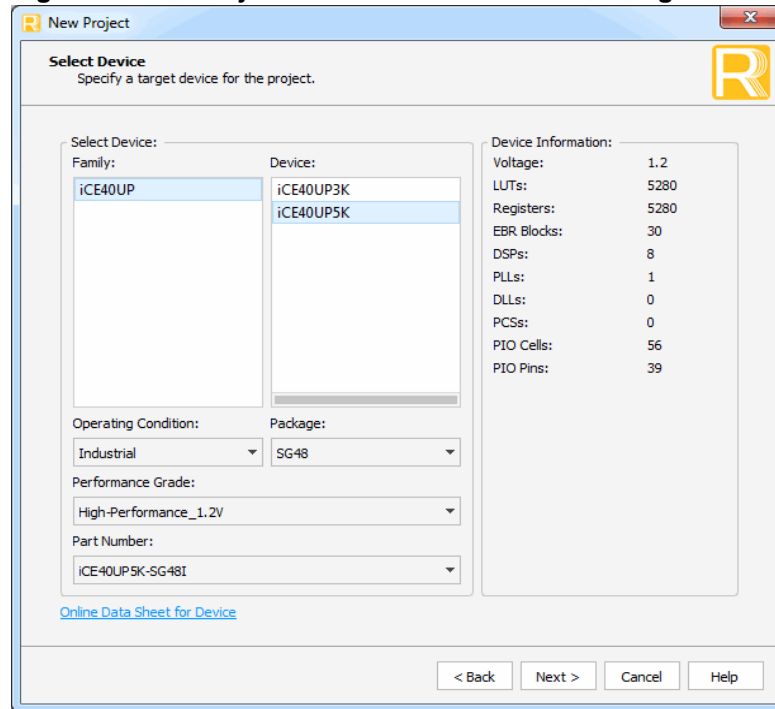 New Project
Select Device
Specify a target device for the project.
Select Device:
Family:
Device:
iCE40UP
iCE40UP3K
iCE40UP5K
Operating Condition:
Package:
Industrial
SG48
Performance Grade:
High-Performance_1.2V
Part Number:
iCE40UP5K-SG48I
Device Information:
Voltage: 1.2
LUTs: 5280
Registers: 5280
EBR Blocks: 30
DSPs: 8
PLLs: 1
DLLs: 0
PCSs: 0
PIO Cells: 56
PIO Pins: 39
Online Data Sheet for Device
< Back
Next >
Cancel
Help